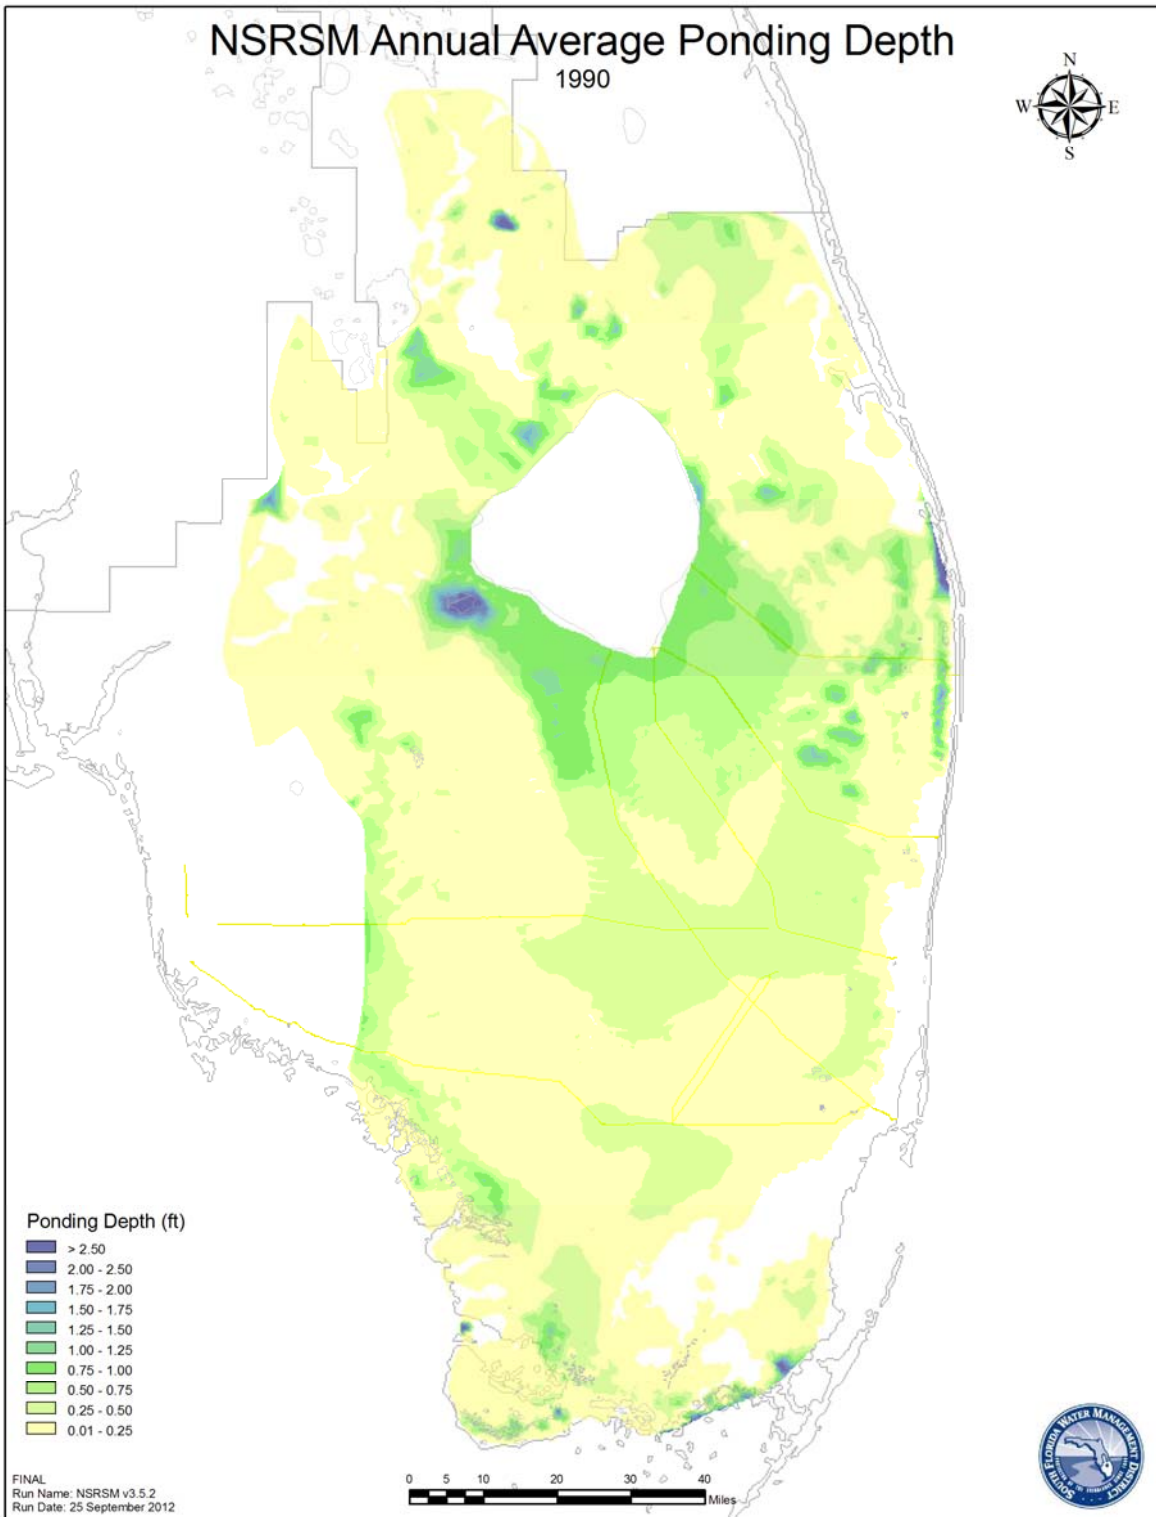 NSRSM Annual Average Ponding Depth
1990
N
W E
S
Ponding Depth (ft)
> 2.50
2.00 - 2.50
1.75 - 2.00
1.50 - 1.75
1.25 - 1.50
1.00 - 1.25
0.75 - 1.00
0.50 - 0.75
0.25 - 0.50
0.01 - 0.25
FINAL
Run Name: NSRSM v3.5.2
Run Date: 25 September 2012
0 5 10 20 30 40
Miles
SOUTH FLORIDA WATER MANAGEMENT DISTRICT